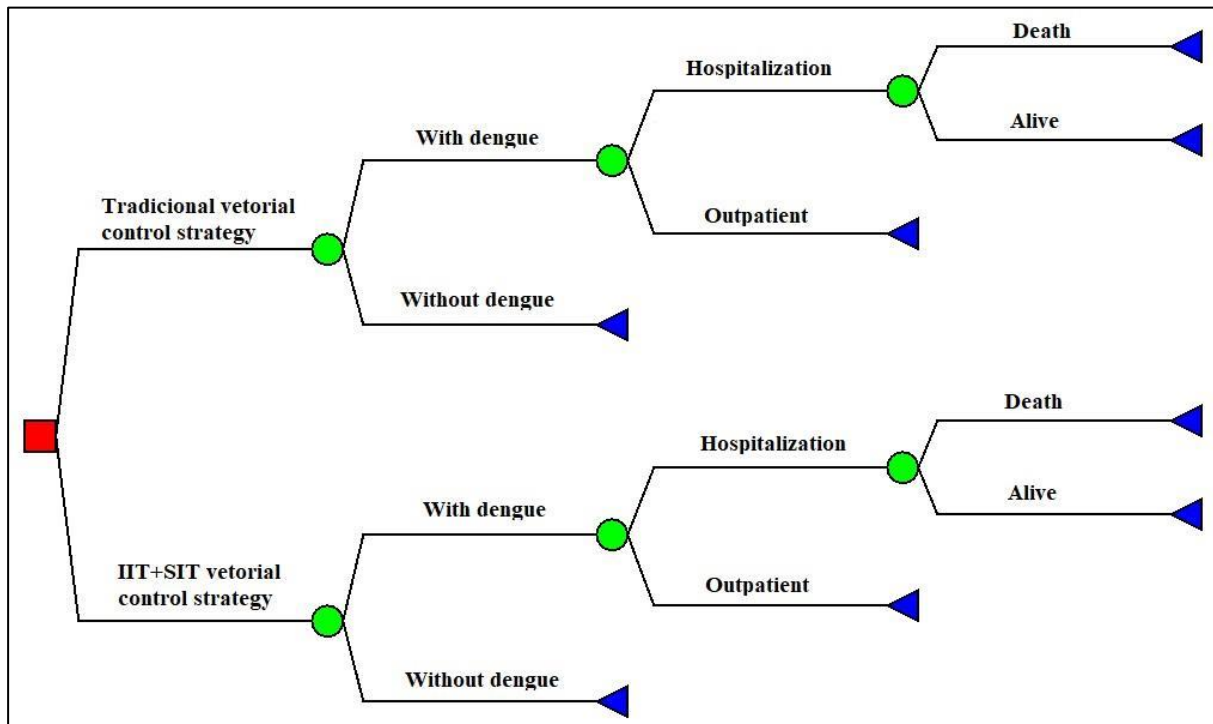 Death
Hospitalization
Alive
With dengue
Tradicional vetorial
control strategy
Outpatient
Without dengue
Death
Hospitalization
Alive
With dengue
IIT+SIT vetorial
control strategy
Outpatient
Without dengue